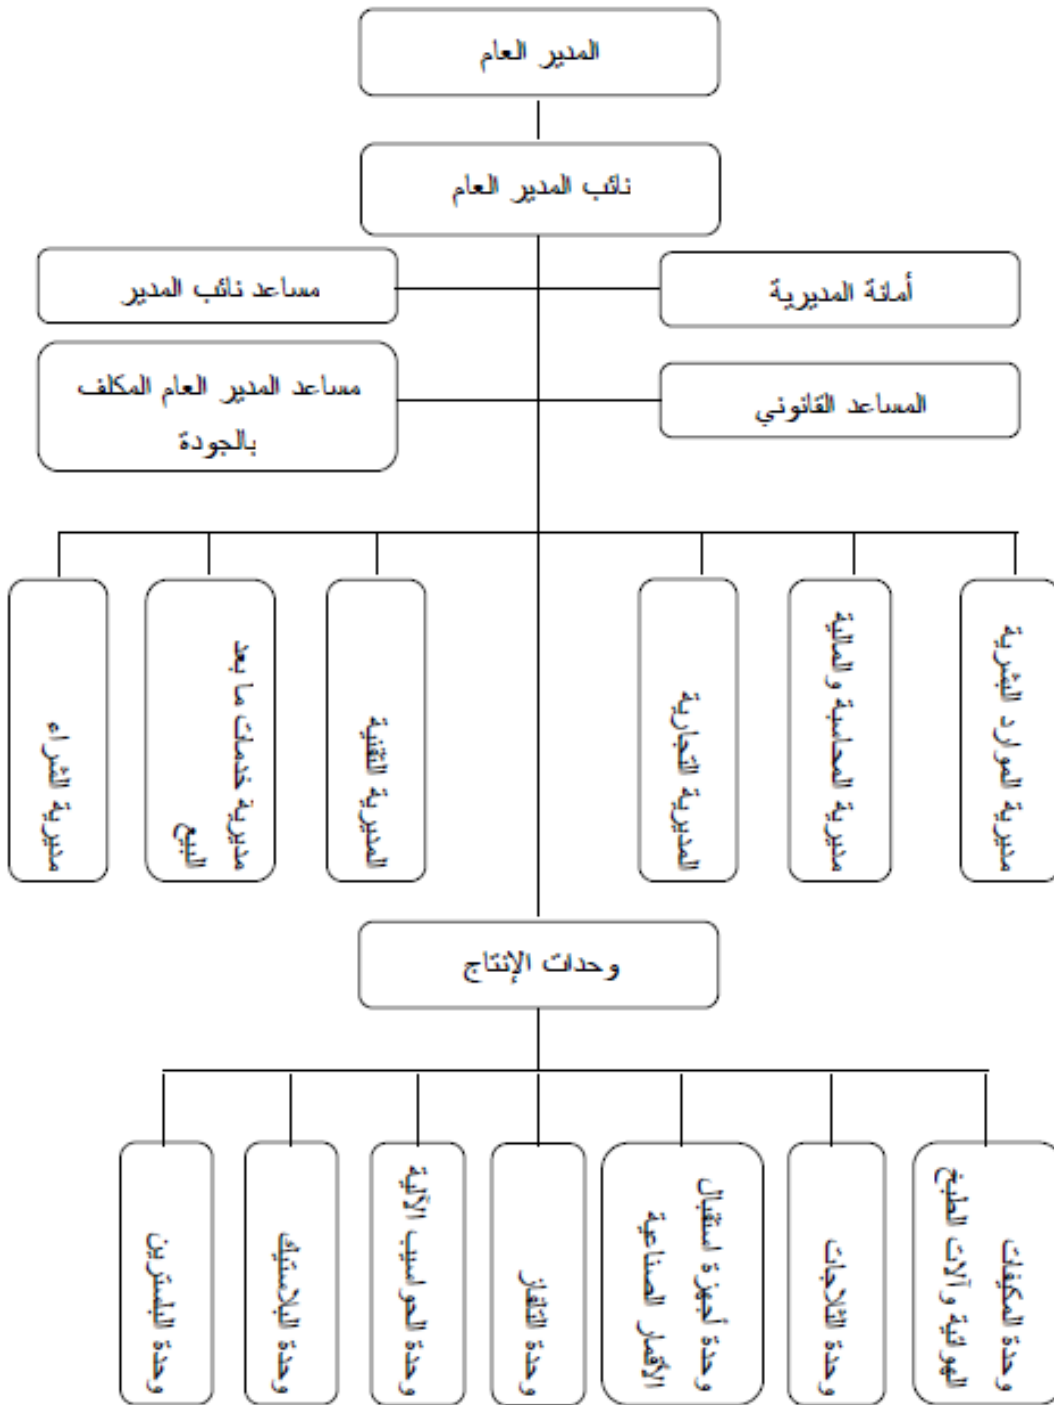 المدير العام
نائب المدير العام
أمانة المديرية
مساعد نائب المدير
المساعد القانوني
مساعد المدير العام المكلف
بالجودة
مديرية الموارد البشرية
مديرية المحاسبة والمالية
المديرية التجارية
المديرية التقنية
مديرية خدمات ما بعد
البيع
مديرية الشراء
وحدات الإنتاج
وحدة المكيفات
الهوائية وآلات الطبخ
وحدة الثلاجات
وحدة أجهزة استقبال
الأقمار الصناعية
وحدة التلفاز
وحدة الحواسيب الآلية
وحدة البلاستيك
وحدة البلسترين